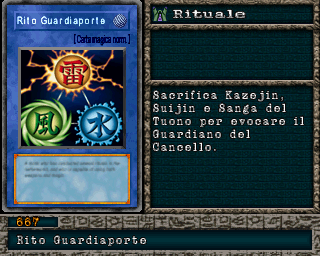 Rito Guardiaporte
[Carta magica norm.]
雷
風
水
Rituale
Sacrifica Kazejin,
Suijin e Sanga del
Tuono per evocare il
Guardiano del
Cancello.
667
Rito Guardiaporte